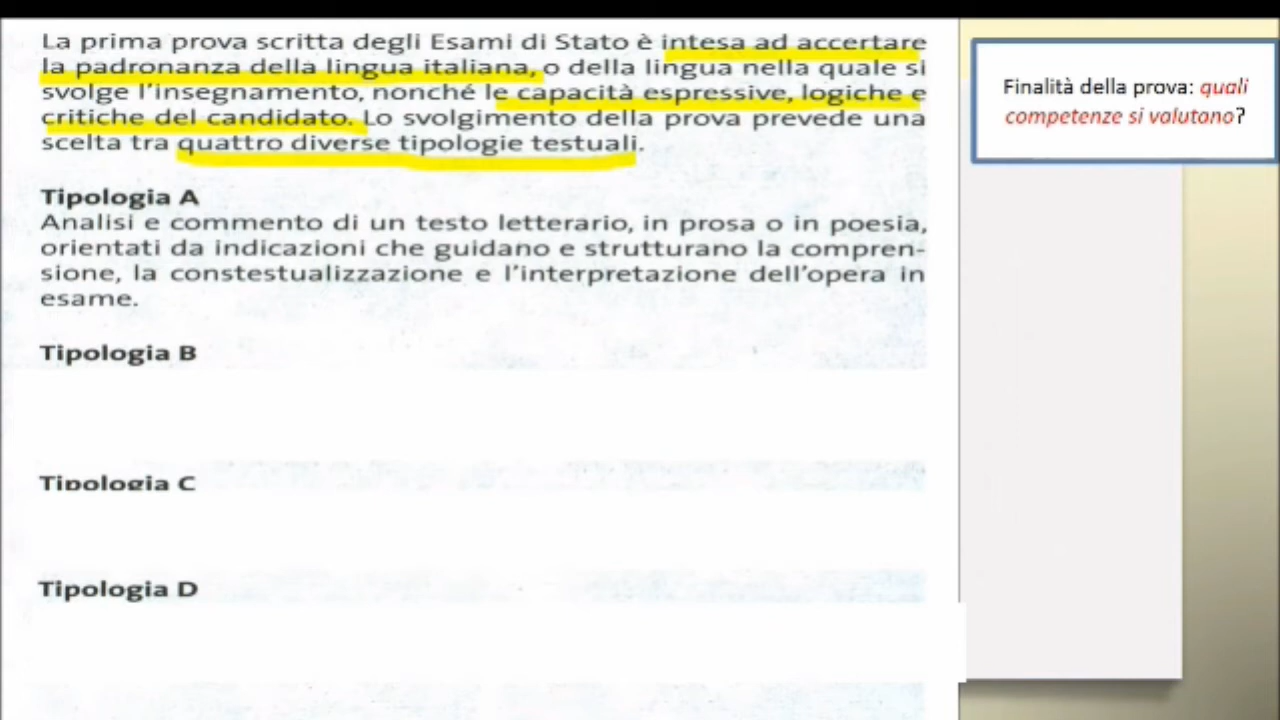 La prima prova scritta degli Esami di Stato è intesa ad accertare
la padronanza della lingua italiana, o della lingua nella quale si
svolge l'insegnamento, nonché le capacità espressive, logiche e
critiche del candidato. Lo svolgimento della prova prevede una
scelta tra quattro diverse tipologie testuali.
Tipologia A
Analisi e commento di un testo letterario, in prosa o in poesia,
orientati da indicazioni che guidano e strutturano la compren-
sione, la constestualizzazione e l'interpretazione dell'opera in
esame.
Tipologia B
Tipologia C
Tipologia D
Finalità della prova: quali
competenze si valutano?